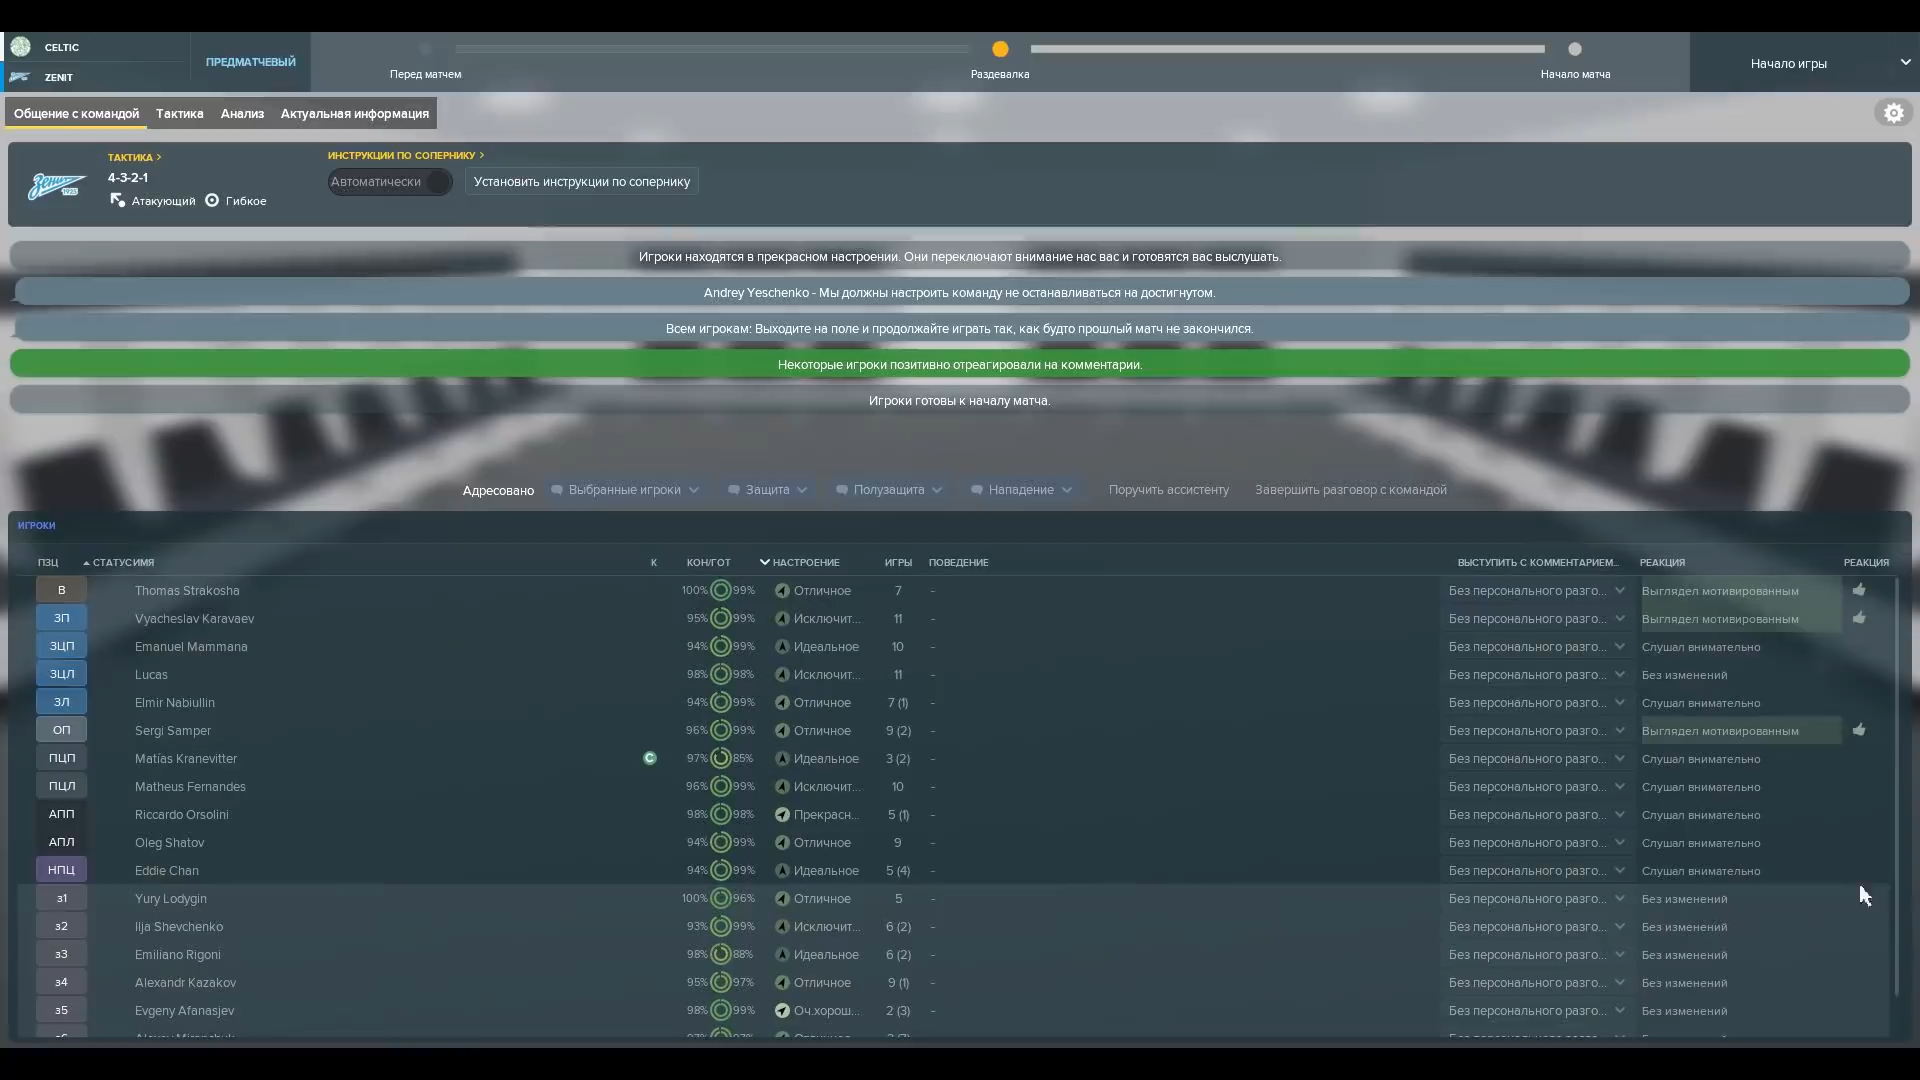 CELTIC
ZENIT
ПРЕДМАТЧЕВЫЙ
Перед матчем
Раздевалка
Начало матча
Начало игры
Общение с командой Тактика Анализ Актуальная информация
ТАКТИКА >
4-3-2-1
Атакующий Гибкое
ИНСТРУКЦИИ ПО СОПЕРНИКУ >
Автоматически Установить инструкции по сопернику
Зенит
1925
Игроки находятся в прекрасном настроении. Они переключают внимание нас вас и готовятся вас выслушать.
Andrey Yeschenko - Мы должны настроить команду не останавливаться на достигнутом.
Всем игрокам: Выходите на поле и продолжайте играть так, как будто прошлый матч не закончился.
Некоторые игроки позитивно отреагировали на комментарии.
Игроки готовы к началу матча.
Адресовано Выбранные игроки Защита Полузащита Нападение Поручить ассистенту Завершить разговор с командой
ИГРОКИ
ПЗЦ СТАТУС ИМЯ К КОН/ГОТ НАСТРОЕНИЕ ИГРЫ ПОВЕДЕНИЕ ВЫСТУПИТЬ С КОММЕНТАРИЕМ... РЕАКЦИЯ РЕАКЦИЯ
В Thomas Strakosha 100% 99% Отличное 7 - Без персонального разго... Выглядел мотивированным
ЗП Vyacheslav Karavaev 95% 99% Исключит... 11 - Без персонального разго... Выглядел мотивированным
ЗЦП Emanuel Mammana 94% 99% Идеальное 10 - Без персонального разго... Слушал внимательно
ЗЦЛ Lucas 98% 98% Исключит... 11 - Без персонального разго... Без изменений
ЗЛ Elmir Nabiullin 94% 99% Отличное 7 (1) - Без персонального разго... Слушал внимательно
ОП Sergi Samper 96% 99% Отличное 9 (2) - Без персонального разго... Выглядел мотивированным
ПЦП Matías Kranevitter C 97% 85% Идеальное 3 (2) - Без персонального разго... Слушал внимательно
ПЦЛ Matheus Fernandes 96% 99% Исключит... 10 - Без персонального разго... Слушал внимательно
АПП Riccardo Orsolini 98% 98% Прекрасн... 5 (1) - Без персонального разго... Слушал внимательно
АПЛ Oleg Shatov 94% 99% Отличное 9 - Без персонального разго... Слушал внимательно
НПЦ Eddie Chan 94% 99% Идеальное 5 (4) - Без персонального разго... Слушал внимательно
з1 Yury Lodygin 100% 96% Отличное 5 - Без персонального разго... Без изменений
з2 Ilja Shevchenko 93% 99% Исключит... 6 (2) - Без персонального разго... Без изменений
з3 Emiliano Rigoni 98% 88% Идеальное 6 (2) - Без персонального разго... Без изменений
з4 Alexandr Kazakov 95% 97% Отличное 9 (1) - Без персонального разго... Без изменений
з5 Evgeny Afanasjev 98% 99% Оч.хорош... 2 (3) - Без персонального разго... Без изменений